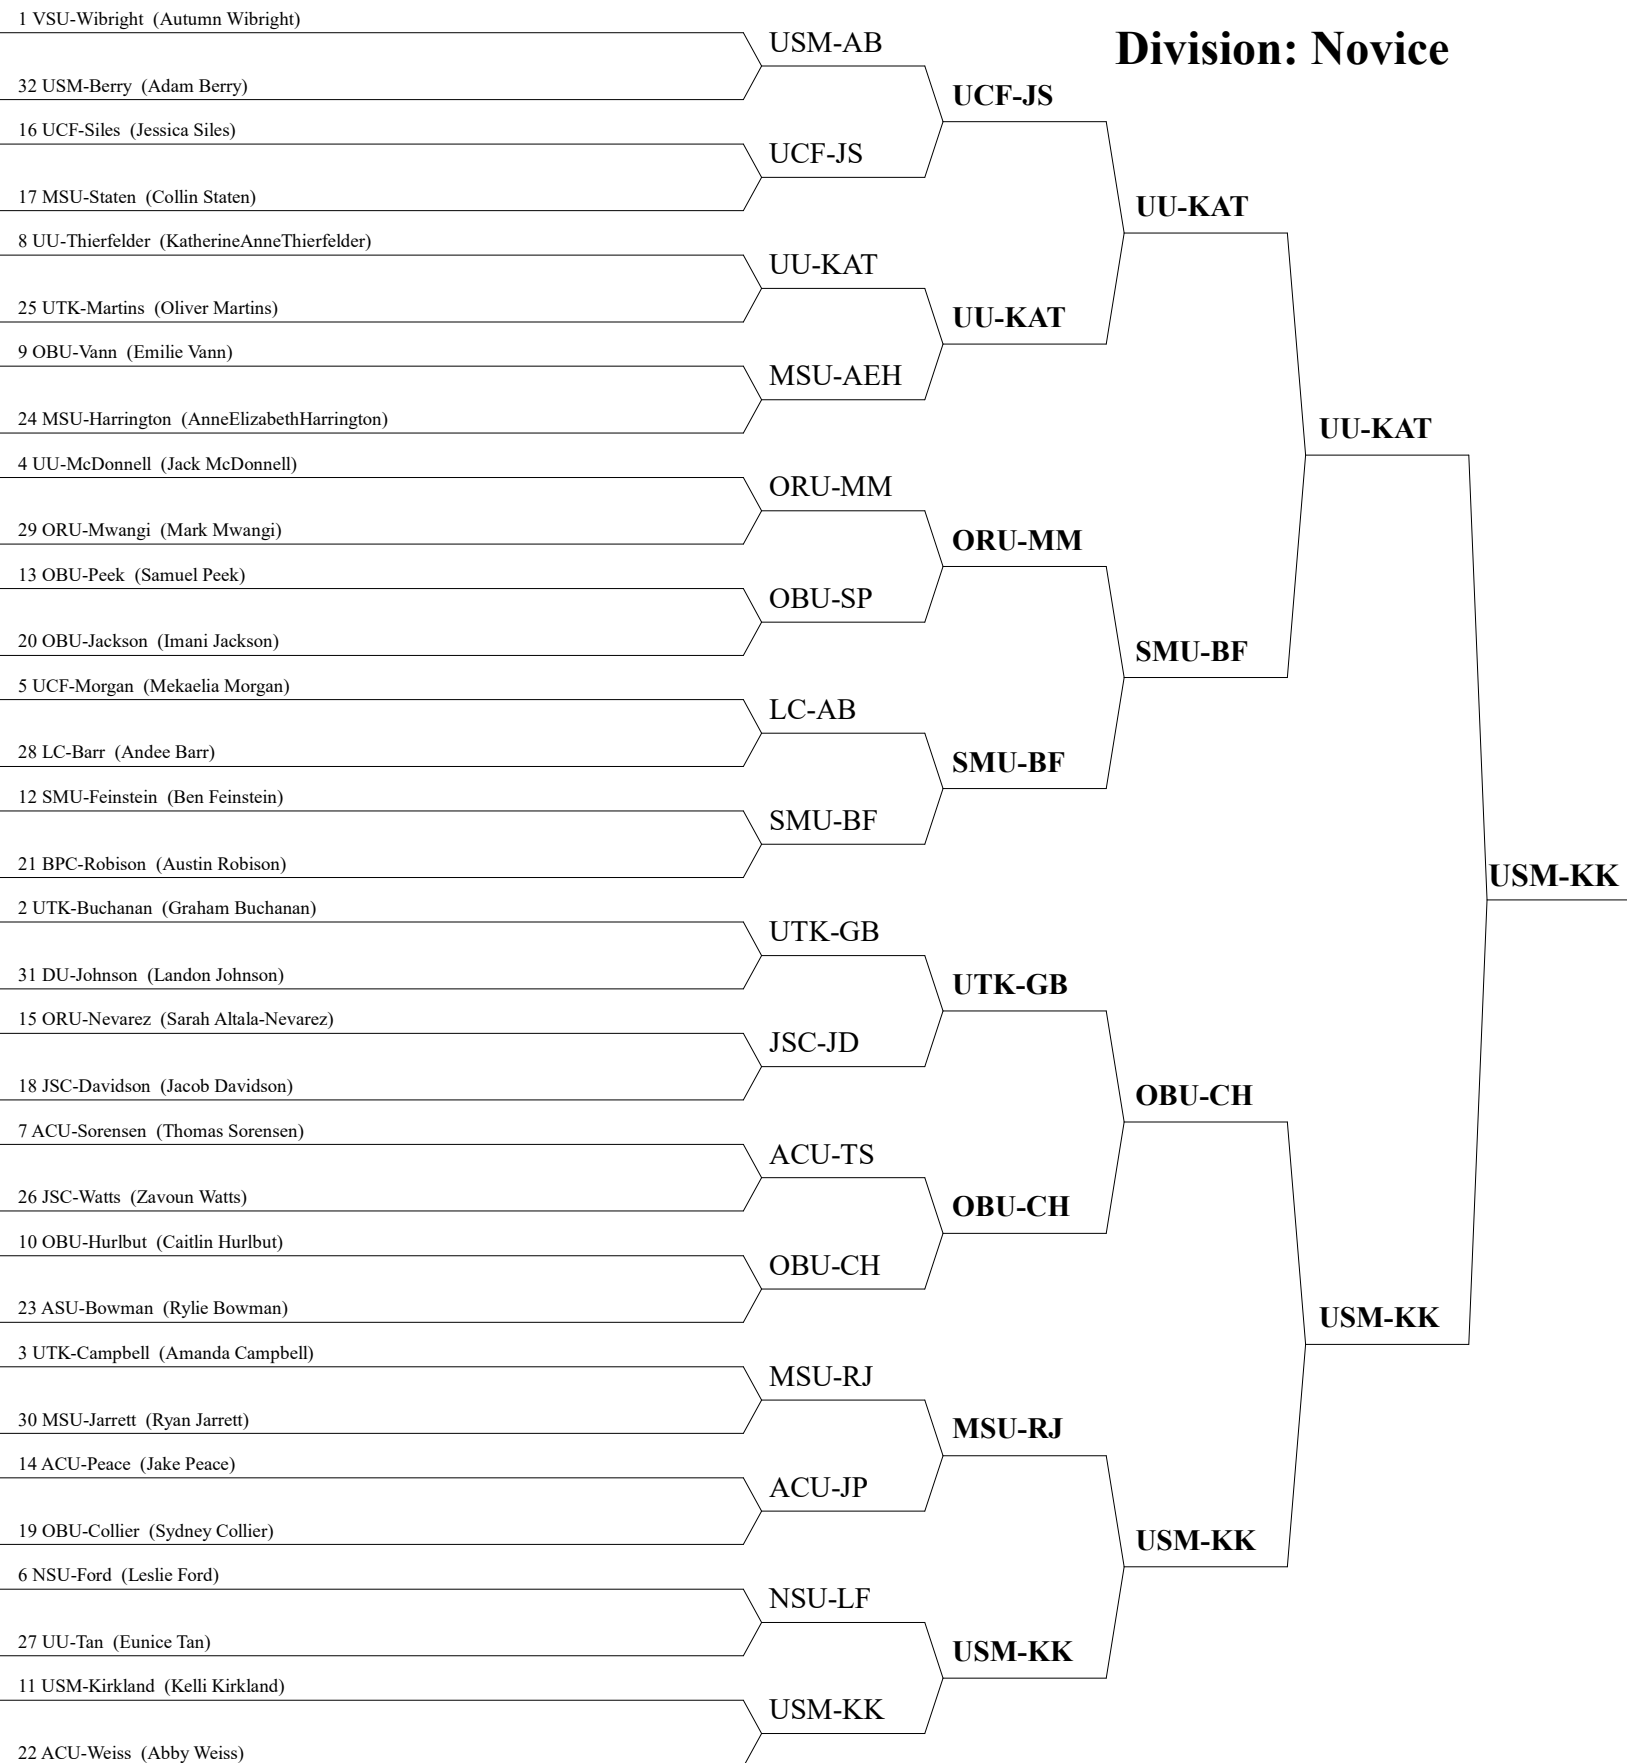 1 VSU-Wibright (Autumn Wibright)
USM-AB
Division: Novice
32 USM-Berry (Adam Berry)
UCF-JS
16 UCF-Siles (Jessica Siles)
UCF-JS
17 MSU-Staten (Collin Staten)
UU-KAT
8 UU-Thierfelder (KatherineAnneThierfelder)
UU-KAT
25 UTK-Martins (Oliver Martins)
UU-KAT
9 OBU-Vann (Emilie Vann)
MSU-AEH
24 MSU-Harrington (AnneElizabethHarrington)
UU-KAT
4 UU-McDonnell (Jack McDonnell)
ORU-MM
29 ORU-Mwangi (Mark Mwangi)
ORU-MM
13 OBU-Peek (Samuel Peek)
OBU-SP
20 OBU-Jackson (Imani Jackson)
SMU-BF
5 UCF-Morgan (Mekaelia Morgan)
LC-AB
28 LC-Barr (Andee Barr)
SMU-BF
12 SMU-Feinstein (Ben Feinstein)
SMU-BF
21 BPC-Robison (Austin Robison)
USM-KK
2 UTK-Buchanan (Graham Buchanan)
UTK-GB
31 DU-Johnson (Landon Johnson)
UTK-GB
15 ORU-Nevarez (Sarah Altala-Nevarez)
JSC-JD
18 JSC-Davidson (Jacob Davidson)
OBU-CH
7 ACU-Sorensen (Thomas Sorensen)
ACU-TS
26 JSC-Watts (Zavoun Watts)
OBU-CH
10 OBU-Hurlbut (Caitlin Hurlbut)
OBU-CH
23 ASU-Bowman (Rylie Bowman)
USM-KK
3 UTK-Campbell (Amanda Campbell)
MSU-RJ
30 MSU-Jarrett (Ryan Jarrett)
MSU-RJ
14 ACU-Peace (Jake Peace)
ACU-JP
19 OBU-Collier (Sydney Collier)
USM-KK
6 NSU-Ford (Leslie Ford)
NSU-LF
27 UU-Tan (Eunice Tan)
USM-KK
11 USM-Kirkland (Kelli Kirkland)
USM-KK
22 ACU-Weiss (Abby Weiss)